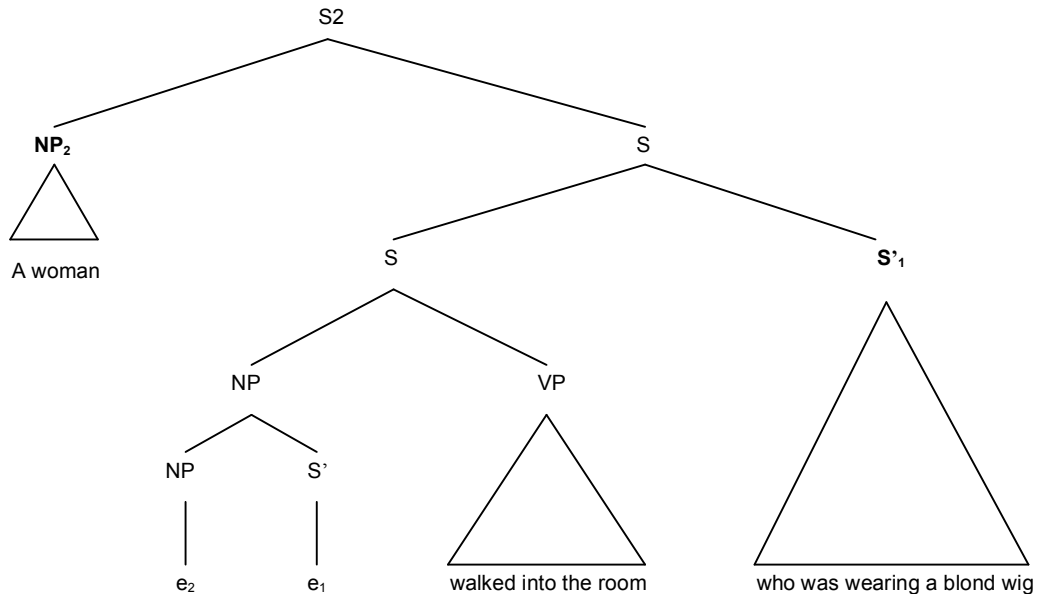 S2
NP₂ S
A woman S S’₁
NP VP
NP S’
e₂ e₁ walked into the room who was wearing a blond wig